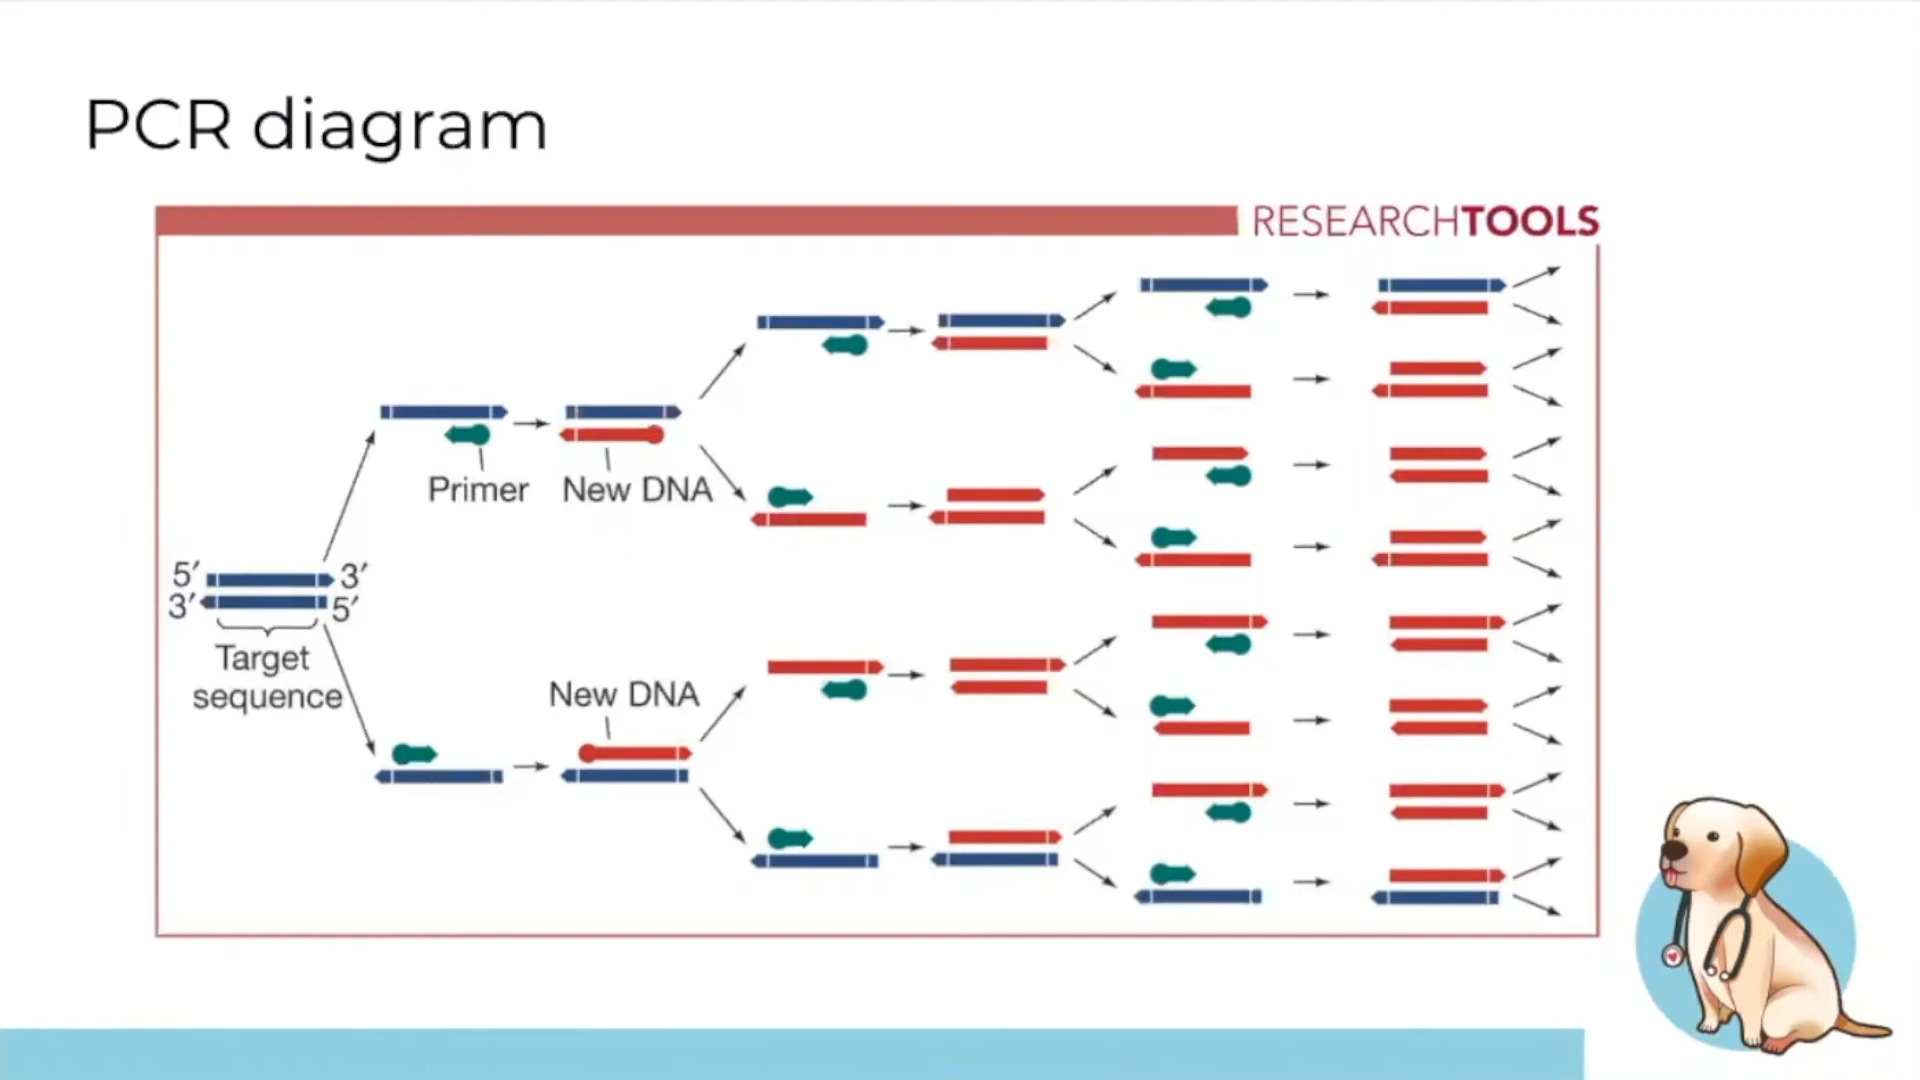 PCR diagram
RESEARCHTOOLS
Primer
New DNA
5′
3′
3′
5′
Target
sequence
New DNA